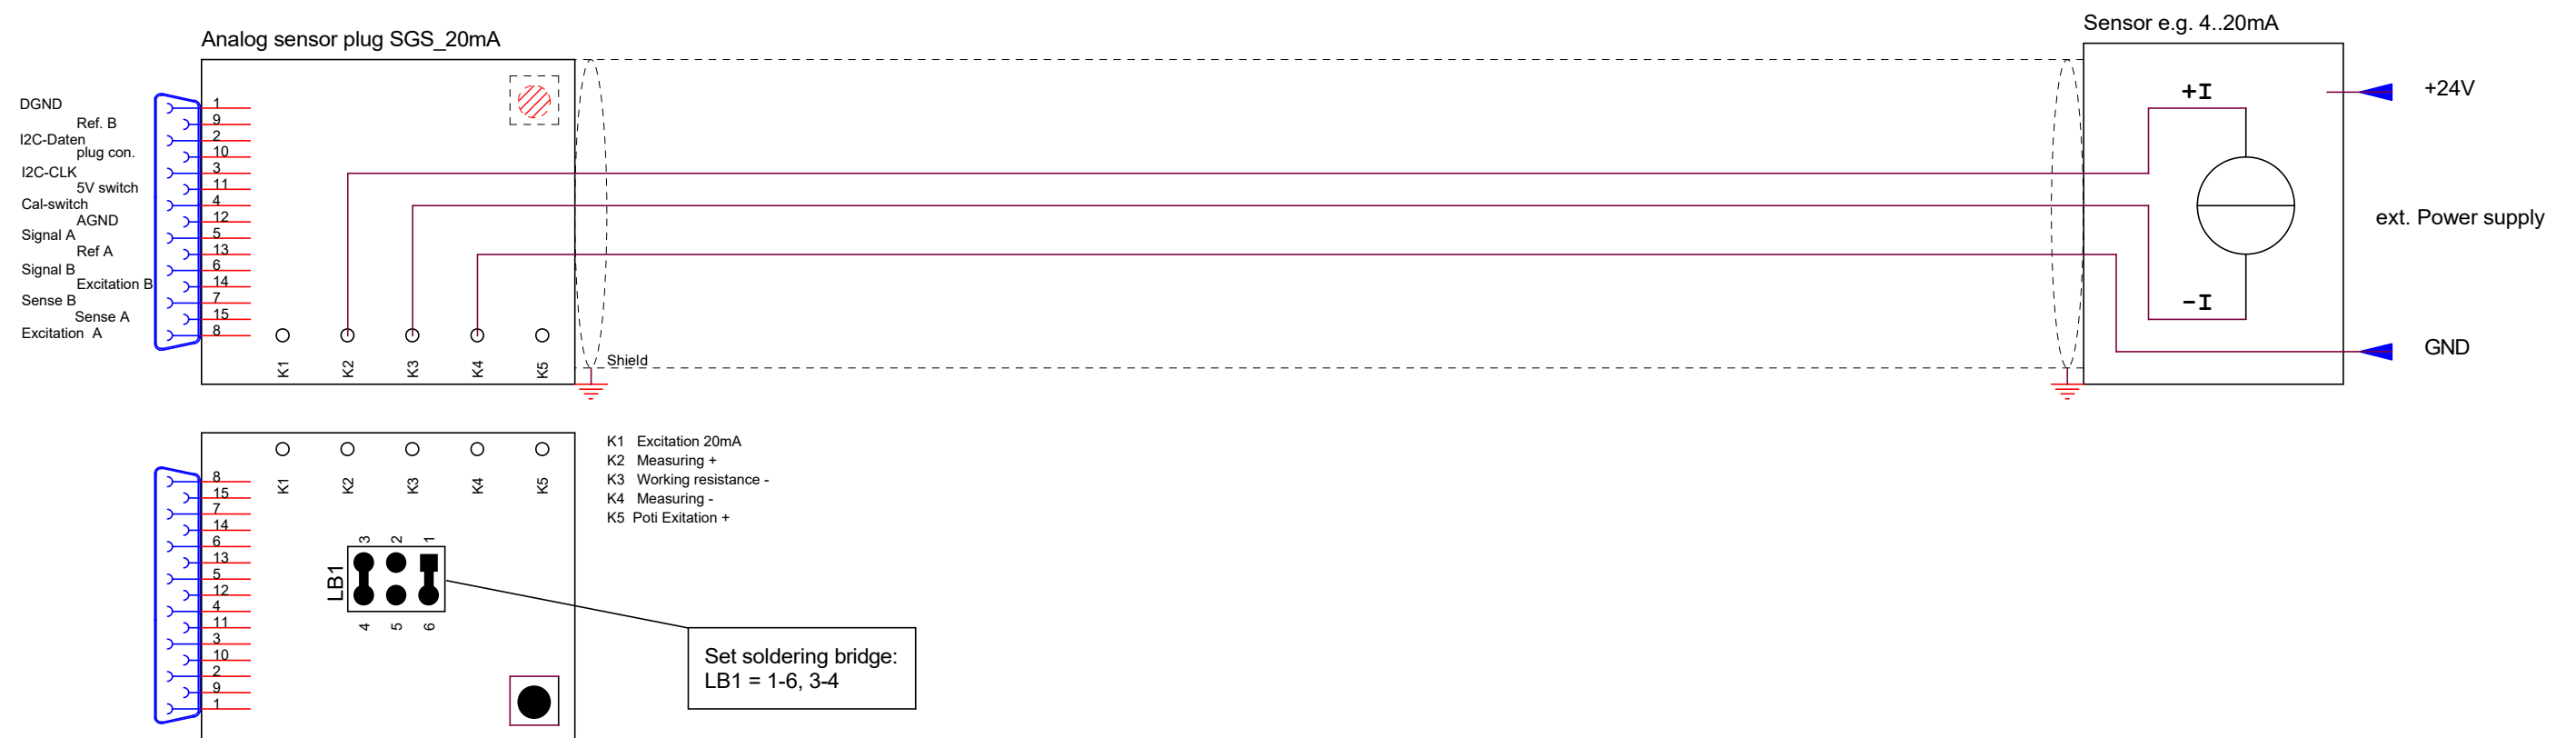 Analog sensor plug SGS_20mA
Sensor e.g. 4..20mA
DGND 1
Ref. B 9
I2C-Daten 2
plug con. 10
I2C-CLK 3
5V switch 11
Cal-switch 4
AGND 12
Signal A 5
Ref A 13
Signal B 6
Excitation B 14
Sense B 7
Sense A 15
Excitation A 8
K1 K2 K3 K4 K5
Shield
+I
-I
+24V
ext. Power supply
GND
K1 Excitation 20mA
K2 Measuring +
K3 Working resistance -
K4 Measuring -
K5 Poti Exitation +
K1 K2 K3 K4 K5
8
15
7
14
6
13
5
12
4
11
3
10
2
9
1
LB1
3 2 1
4 5 6
Set soldering bridge:
LB1 = 1-6, 3-4